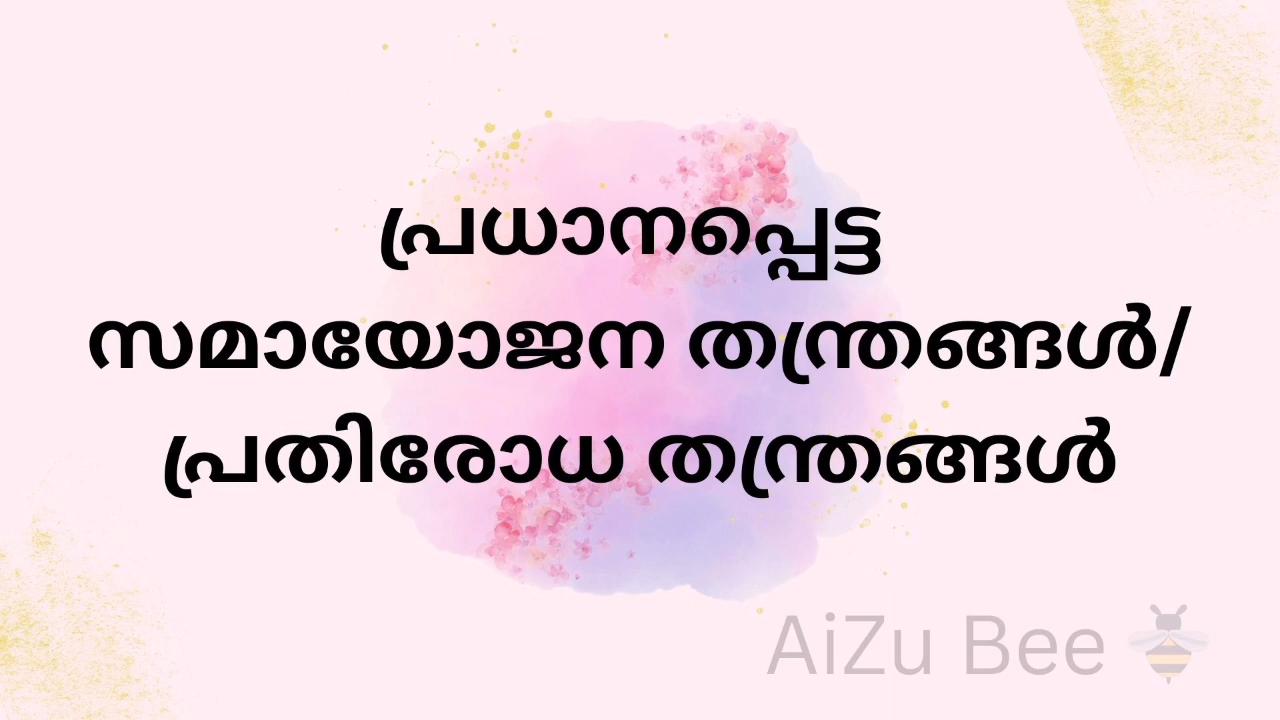 പ്രധാനപ്പെട്ട
സമായോജന തന്ത്രങ്ങൾ/
പ്രതിരോധ തന്ത്രങ്ങൾ
AiZu Bee